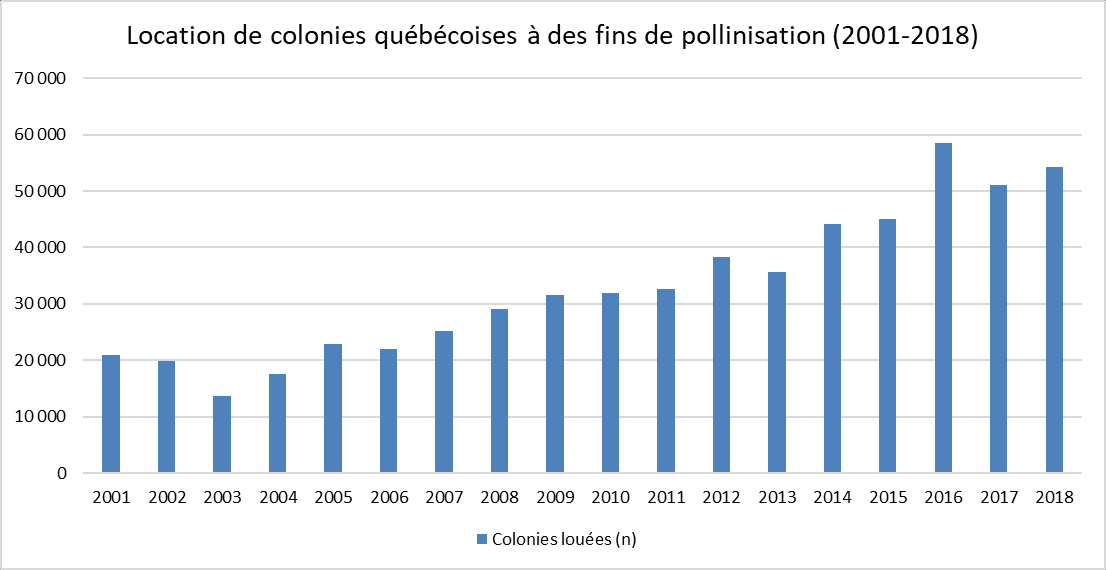 Location de colonies québécoises à des fins de pollinisation (2001-2018)
70 000
60 000
50 000
40 000
30 000
20 000
10 000
0
2001 2002 2003 2004 2005 2006 2007 2008 2009 2010 2011 2012 2013 2014 2015 2016 2017 2018
Colonies louées (n)